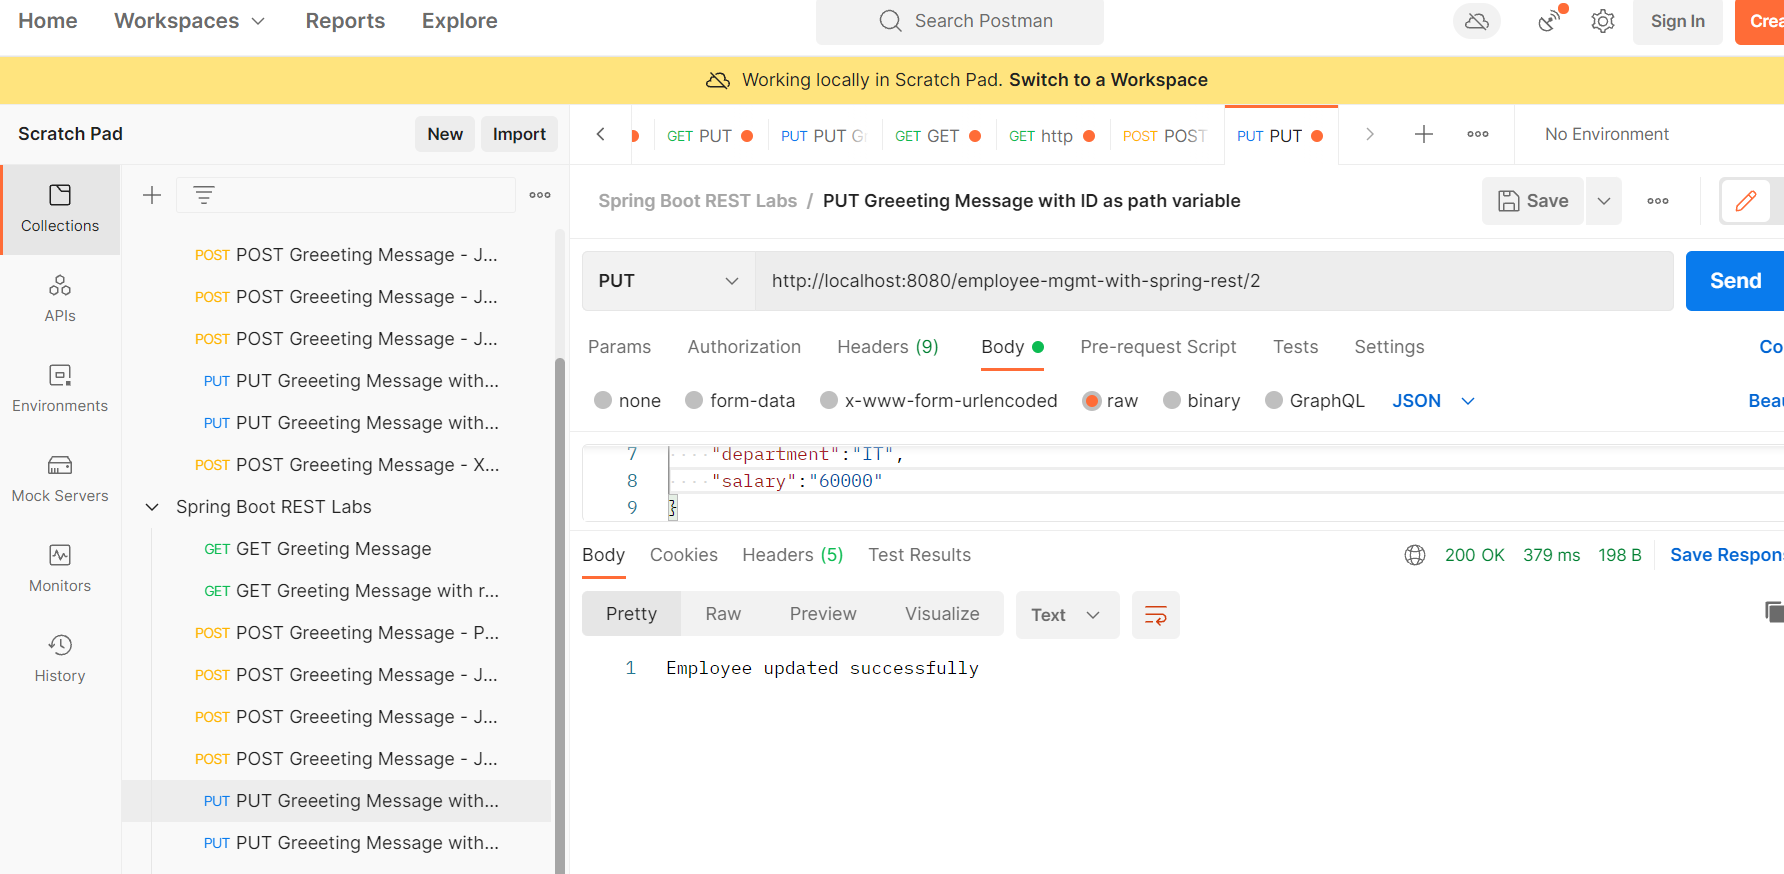 Home Workspaces Reports Explore Search Postman Sign In Crea
Working locally in Scratch Pad. Switch to a Workspace
Scratch Pad New Import
GET PUT PUT PUT Gr GET GET GET http POST POST PUT PUT No Environment
Collections
APIs
Environments
Mock Servers
Monitors
History
POST POST Greeeting Message - J...
POST POST Greeeting Message - J...
POST POST Greeeting Message - J...
PUT PUT Greeeting Message with...
PUT PUT Greeeting Message with...
POST POST Greeeting Message - X...
Spring Boot REST Labs
GET GET Greeting Message
GET GET Greeting Message with r...
POST POST Greeeting Message - P...
POST POST Greeeting Message - J...
POST POST Greeeting Message - J...
POST POST Greeeting Message - J...
PUT PUT Greeeting Message with...
PUT PUT Greeeting Message with...
Spring Boot REST Labs / PUT Greeeting Message with ID as path variable Save
PUT http://localhost:8080/employee-mgmt-with-spring-rest/2 Send
Params Authorization Headers (9) Body Pre-request Script Tests Settings Co
none form-data x-www-form-urlencoded raw binary GraphQL JSON Beau
7 "department":"IT",
8 "salary":"60000"
9 }
Body Cookies Headers (5) Test Results 200 OK 379 ms 198 B Save Respons
Pretty Raw Preview Visualize Text
1 Employee updated successfully